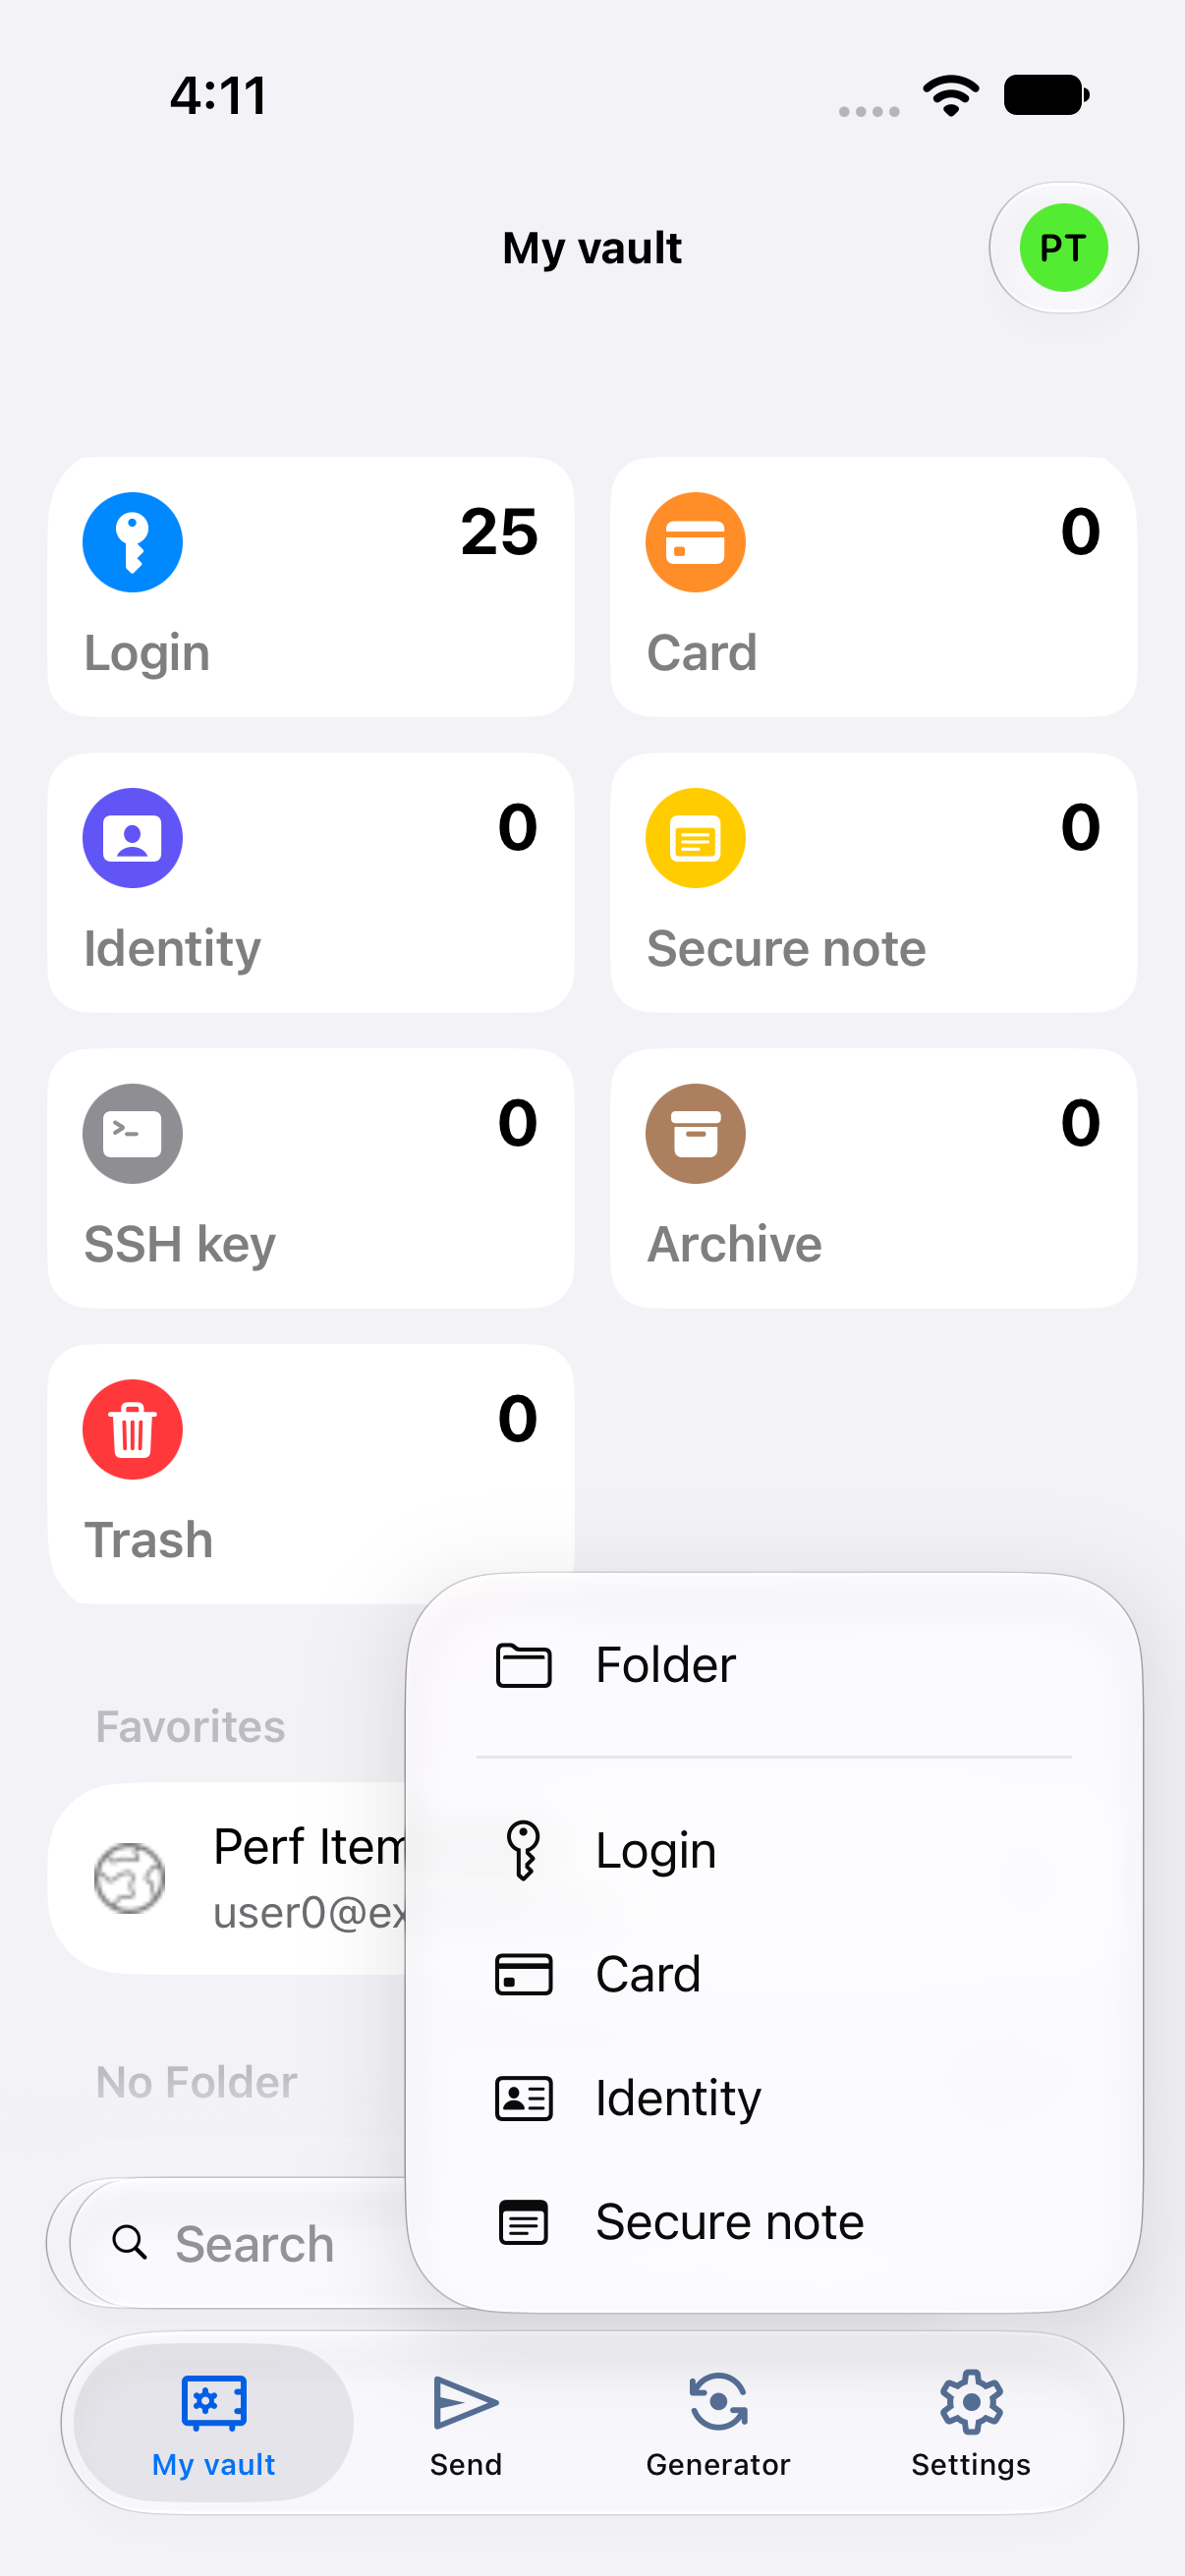 4:11
My vault
PT
25
Login
0
Card
0
Identity
0
Secure note
0
SSH key
0
Archive
0
Trash
Favorites
Perf Item
user0@ex
No Folder
Search
Folder
Login
Card
Identity
Secure note
My vault
Send
Generator
Settings